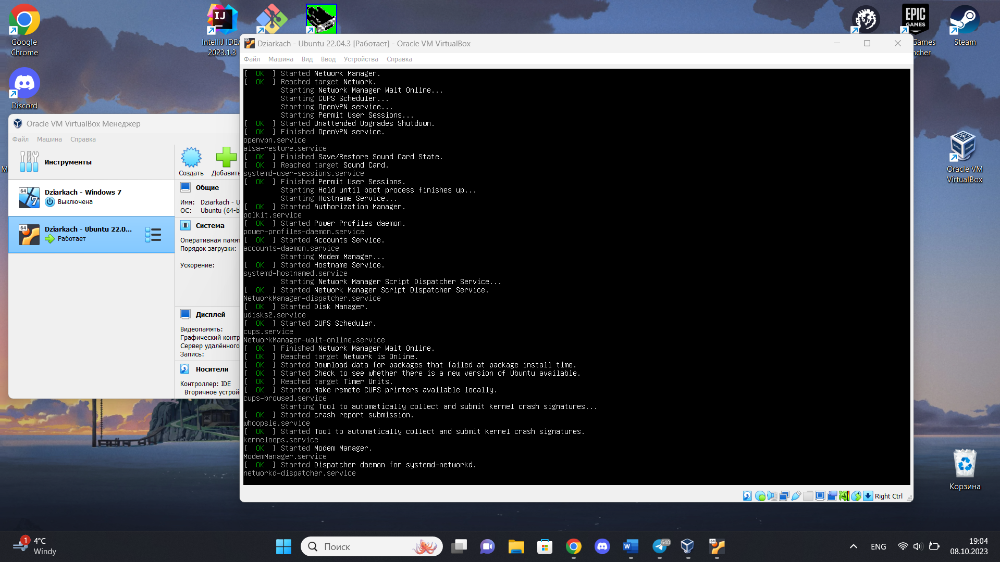 Google
Chrome
IntelliJ IDEA
2023.1.3
EPIC
GAMES
Games
ncher
Steam
Discord
M
Oracle VM
VirtualBox
Корзина
Oracle VM VirtualBox Менеджер
Файл Машина Справка
Инструменты
Создать Добавить
64
7
Dziarkach - Windows 7
Выключена
64
Dziarkach - Ubuntu 22.0...
Работает
Общие
Имя: Dziarkach - U
ОС: Ubuntu (64-b
Система
Оперативная памят
Порядок загрузки:
Ускорение:
Дисплей
Видеопамять:
Графический контр
Сервер удалённого
Запись:
Носители
Контроллер: IDE
Вторичное устрой
Dziarkach - Ubuntu 22.04.3 [Работает] - Oracle VM VirtualBox
Файл Машина Вид Ввод Устройства Справка
[  OK  ] Started Network Manager.
[  OK  ] Reached target Network.
Starting Network Manager Wait Online...
Starting CUPS Scheduler...
Starting OpenVPN service...
Starting Permit User Sessions...
[  OK  ] Started Unattended Upgrades Shutdown.
[  OK  ] Finished OpenVPN service.
openvpn.service
alsa-restore.service
[  OK  ] Finished Save/Restore Sound Card State.
[  OK  ] Reached target Sound Card.
systemd-user-sessions.service
[  OK  ] Finished Permit User Sessions.
Starting Hold until boot process finishes up...
Starting Hostname Service...
[  OK  ] Started Authorization Manager.
polkit.service
[  OK  ] Started Power Profiles daemon.
power-profiles-daemon.service
[  OK  ] Started Accounts Service.
accounts-daemon.service
Starting Modem Manager...
[  OK  ] Started Hostname Service.
systemd-hostnamed.service
Starting Network Manager Script Dispatcher Service...
[  OK  ] Started Network Manager Script Dispatcher Service.
NetworkManager-dispatcher.service
[  OK  ] Started Disk Manager.
udisks2.service
[  OK  ] Started CUPS Scheduler.
cups.service
NetworkManager-wait-online.service
[  OK  ] Finished Network Manager Wait Online.
[  OK  ] Reached target Network is Online.
[  OK  ] Started Download data for packages that failed at package install time.
[  OK  ] Started Check to see whether there is a new version of Ubuntu available.
[  OK  ] Reached target Timer Units.
[  OK  ] Started Make remote CUPS printers available locally.
cups-browsed.service
Starting Tool to automatically collect and submit kernel crash signatures...
[  OK  ] Started crash report submission.
whoopsie.service
[  OK  ] Started Tool to automatically collect and submit kernel crash signatures.
kerneloops.service
[  OK  ] Started Modem Manager.
ModemManager.service
[  OK  ] Started Dispatcher daemon for systemd-networkd.
networkd-dispatcher.service
Right Ctrl
1
4°C
Windy
Поиск
640
64
ENG
19:04
08.10.2023